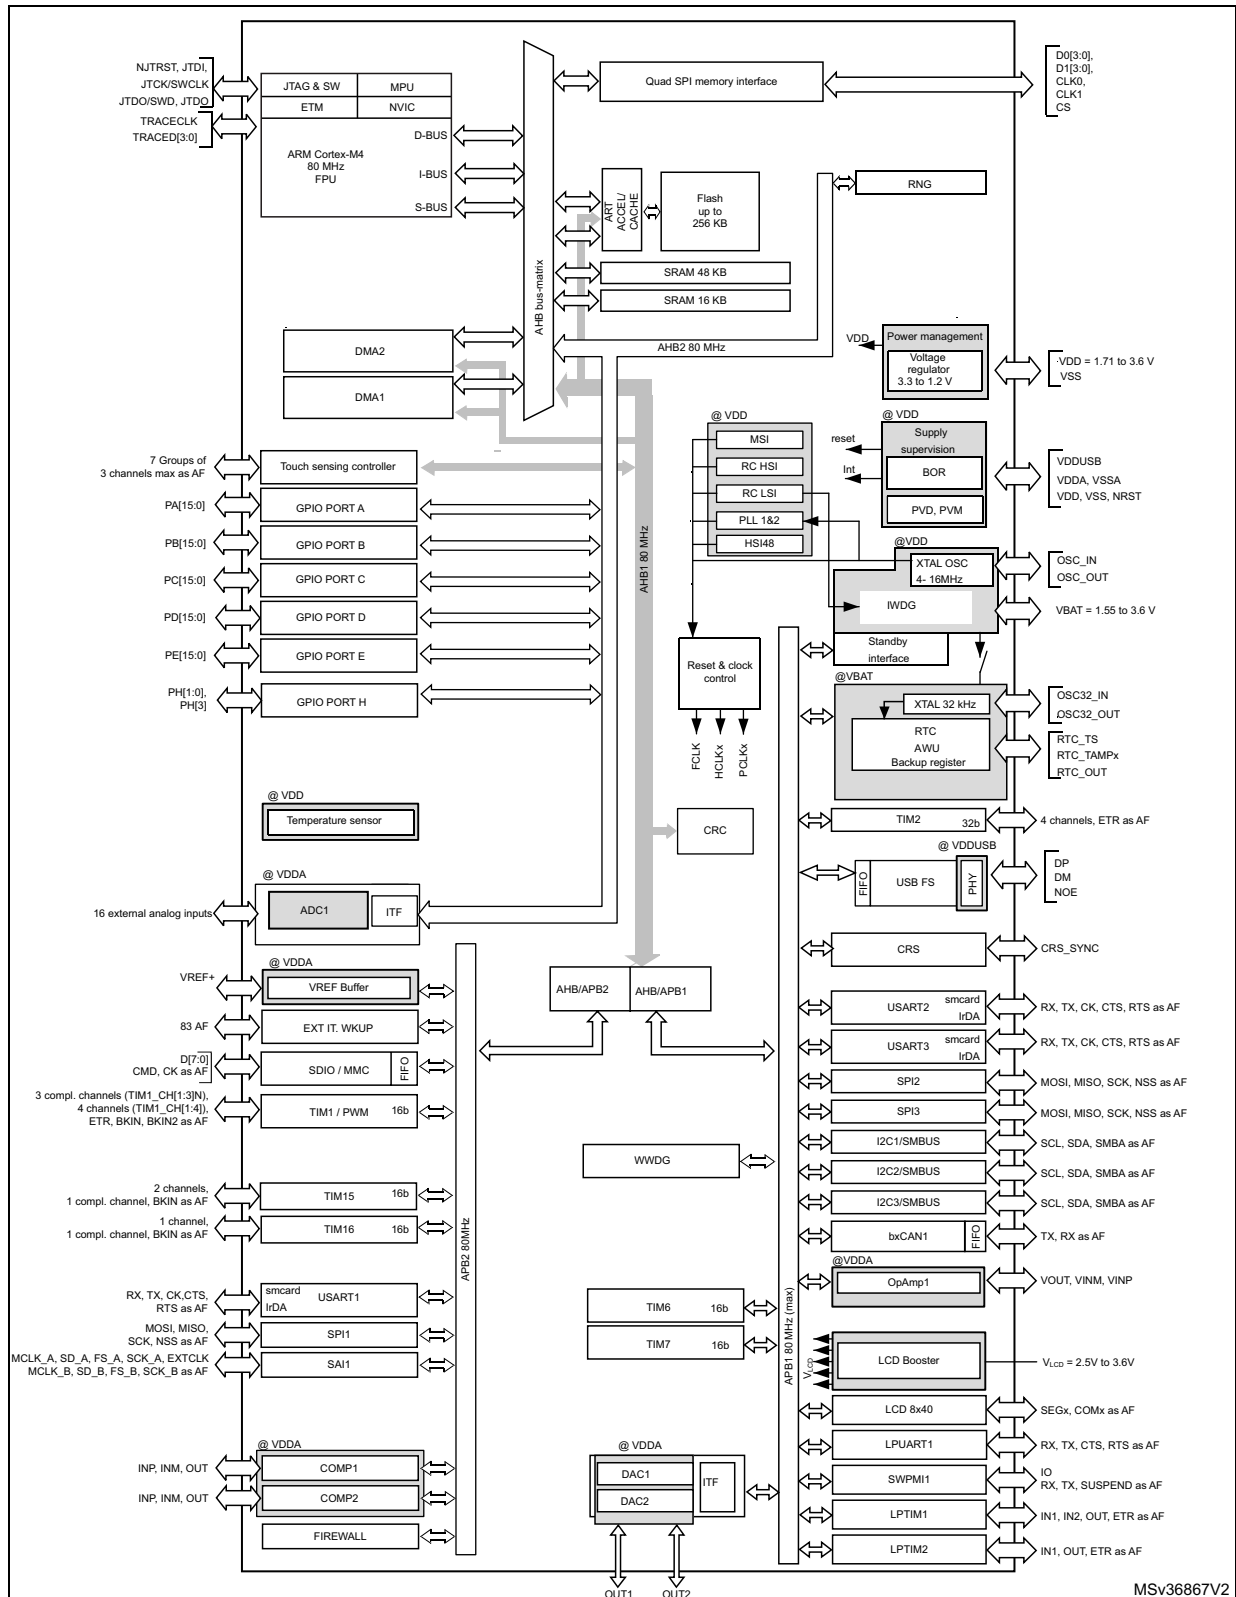 NJTRST, JTDI,
JTCK/SWCLK
JTDO/SWD, JTDO
TRACECLK
TRACED[3:0]
JTAG & SW
MPU
ETM
NVIC
ARM Cortex-M4
80 MHz
FPU
D-BUS
I-BUS
S-BUS
AHB bus-matrix
Quad SPI memory interface
D0[3:0],
D1[3:0],
CLK0,
CLK1
CS
ART
ACCEL/
CACHE
Flash
up to
256 KB
RNG
SRAM 48 KB
SRAM 16 KB
AHB2 80 MHz
DMA2
DMA1
VDD
Power management
Voltage
regulator
3.3 to 1.2 V
VDD = 1.71 to 3.6 V
VSS
@ VDD
MSI
RC HSI
RC LSI
PLL 1&2
HSI48
@ VDD
reset
Int
Supply
supervision
BOR
PVD, PVM
VDDUSB
VDDA, VSSA
VDD, VSS, NRST
7 Groups of
3 channels max as AF
Touch sensing controller
PA[15:0]
GPIO PORT A
PB[15:0]
GPIO PORT B
PC[15:0]
GPIO PORT C
PD[15:0]
GPIO PORT D
PE[15:0]
GPIO PORT E
PH[1:0),
PH[3]
GPIO PORT H
AHB1 80 MHz
@VDD
XTAL OSC
4- 16MHz
IWDG
OSC_IN
OSC_OUT
VBAT = 1.55 to 3.6 V
Standby
interface
Reset & clock
control
FCLK
HCLKx
PCLKx
@VBAT
XTAL 32 kHz
RTC
AWU
Backup register
OSC32_IN
OSC32_OUT
RTC_TS
RTC_TAMPx
RTC_OUT
@ VDD
Temperature sensor
CRC
TIM2
32b
4 channels, ETR as AF
@ VDDUSB
FIFO
USB FS
PHY
DP
DM
NOE
@ VDDA
16 external analog inputs
ADC1
ITF
CRS
CRS_SYNC
@ VDDA
VREF+
VREF Buffer
AHB/APB2
AHB/APB1
83 AF
EXT IT. WKUP
D[7:0]
CMD, CK as AF
SDIO / MMC
FIFO
3 compl. channels (TIM1_CH[1:3]N),
4 channels (TIM1_CH[1:4]),
ETR, BKIN, BKIN2 as AF
TIM1 / PWM
16b
USART2
smcard
IrDA
RX, TX, CK, CTS, RTS as AF
USART3
smcard
IrDA
RX, TX, CK, CTS, RTS as AF
SPI2
MOSI, MISO, SCK, NSS as AF
SPI3
MOSI, MISO, SCK, NSS as AF
WWDG
I2C1/SMBUS
SCL, SDA, SMBA as AF
I2C2/SMBUS
SCL, SDA, SMBA as AF
I2C3/SMBUS
SCL, SDA, SMBA as AF
bxCAN1
FIFO
TX, RX as AF
2 channels,
1 compl. channel, BKIN as AF
TIM15
16b
1 channel,
1 compl. channel, BKIN as AF
TIM16
16b
APB2 80MHz
@VDDA
OpAmp1
VOUT, VINM, VINP
RX, TX, CK,CTS,
RTS as AF
smcard
IrDA
USART1
MOSI, MISO,
SCK, NSS as AF
SPI1
MCLK_A, SD_A, FS_A, SCK_A, EXTCLK
MCLK_B, SD_B, FS_B, SCK_B as AF
SAI1
TIM6
16b
TIM7
16b
APB1 80 MHz (max)
VLCD
LCD Booster
VLCD = 2.5V to 3.6V
LCD 8x40
SEGx, COMx as AF
LPUART1
RX, TX, CTS, RTS as AF
SWPMI1
IO
RX, TX, SUSPEND as AF
LPTIM1
IN1, IN2, OUT, ETR as AF
LPTIM2
IN1, OUT, ETR as AF
@ VDDA
INP, INM, OUT
COMP1
INP, INM, OUT
COMP2
FIREWALL
@ VDDA
DAC1
DAC2
ITF
OUT1
OUT2
MSv36867V2